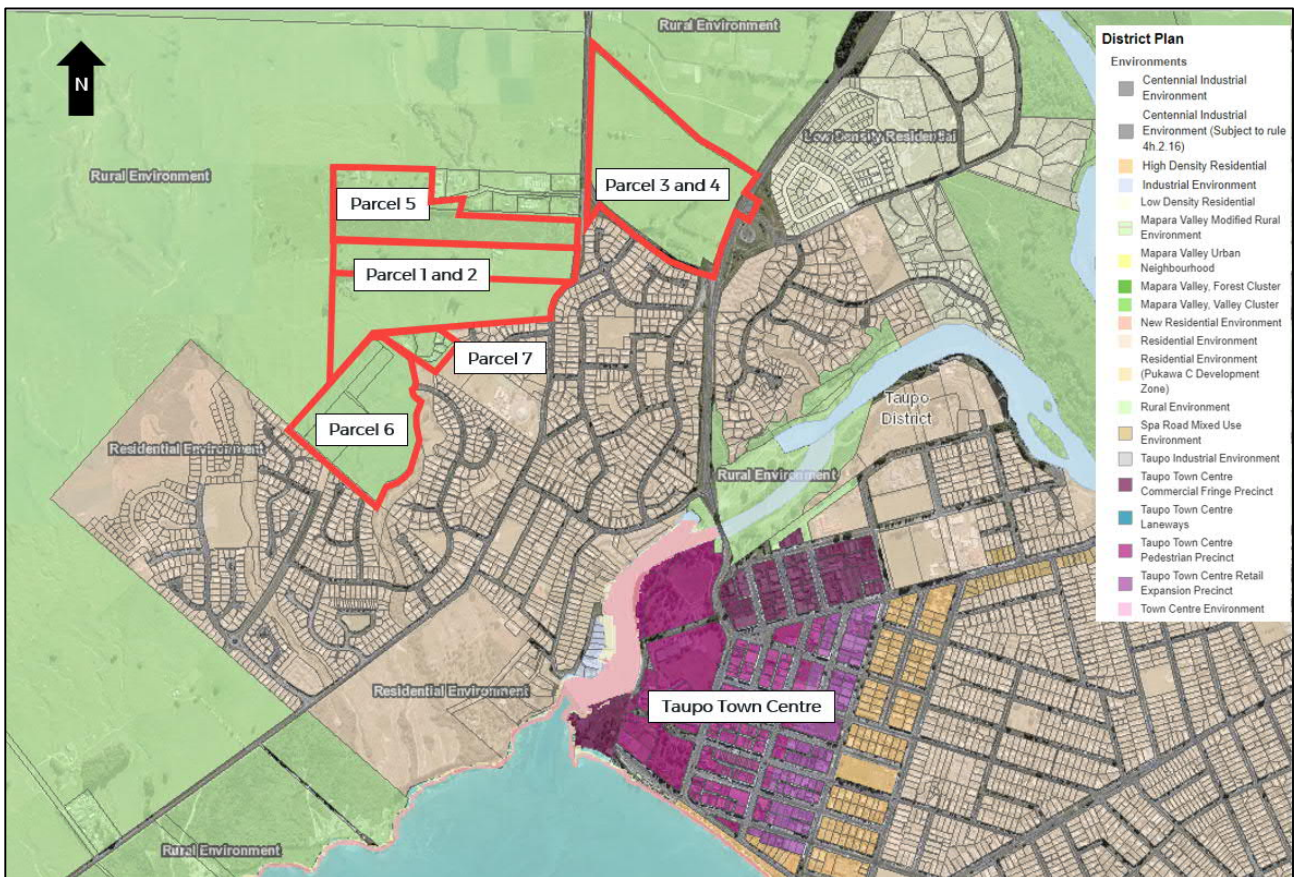 N
Rural Environment
Low Density Residential
Rural Environment
Parcel 3 and 4
Parcel 5
Parcel 1 and 2
Parcel 7
Parcel 6
Residential Environment
Taupo
District
Rural Environment
Residential Environment
Taupo Town Centre
Rural Environment
District Plan
Environments
Centennial Industrial
Environment
Centennial Industrial
Environment (Subject to rule
4h.2.16)
High Density Residential
Industrial Environment
Low Density Residential
Mapara Valley Modified Rural
Environment
Mapara Valley Urban
Neighbourhood
Mapara Valley, Forest Cluster
Mapara Valley, Valley Cluster
New Residential Environment
Residential Environment
Residential Environment
(Pukawa C Development
Zone)
Rural Environment
Spa Road Mixed Use
Environment
Taupo Industrial Environment
Taupo Town Centre
Commercial Fringe Precinct
Taupo Town Centre
Laneways
Taupo Town Centre
Pedestrian Precinct
Taupo Town Centre Retail
Expansion Precinct
Town Centre Environment